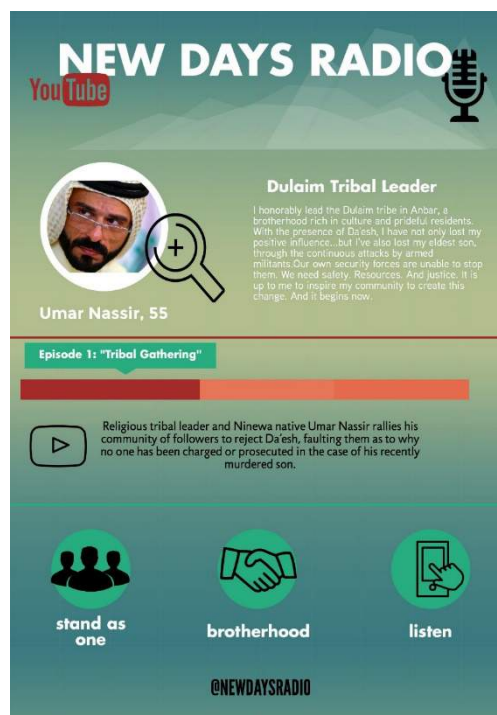 NEW DAYS RADIO
YouTube
Dulaim Tribal Leader
I honorably lead the Dulaim tribe in Anbar, a
brotherhood rich in culture and prideful residents.
With the presence of Da'esh, I have not only lost my
positive influence...but I've also lost my eldest son,
through the continuous attacks by armed
militants.Our own security forces are unable to stop
them. We need safety. Resources. And justice. It is
up to me to inspire my community to create this
change. And it begins now.
Umar Nassir, 55
Episode 1: "Tribal Gathering"
Religious tribal leader and Ninewa native Umar Nassir rallies his
community of followers to reject Da'esh, faulting them as to why
no one has been charged or prosecuted in the case of his recently
murdered son.
stand as
one
brotherhood
listen
@NEWDAYSRADIO